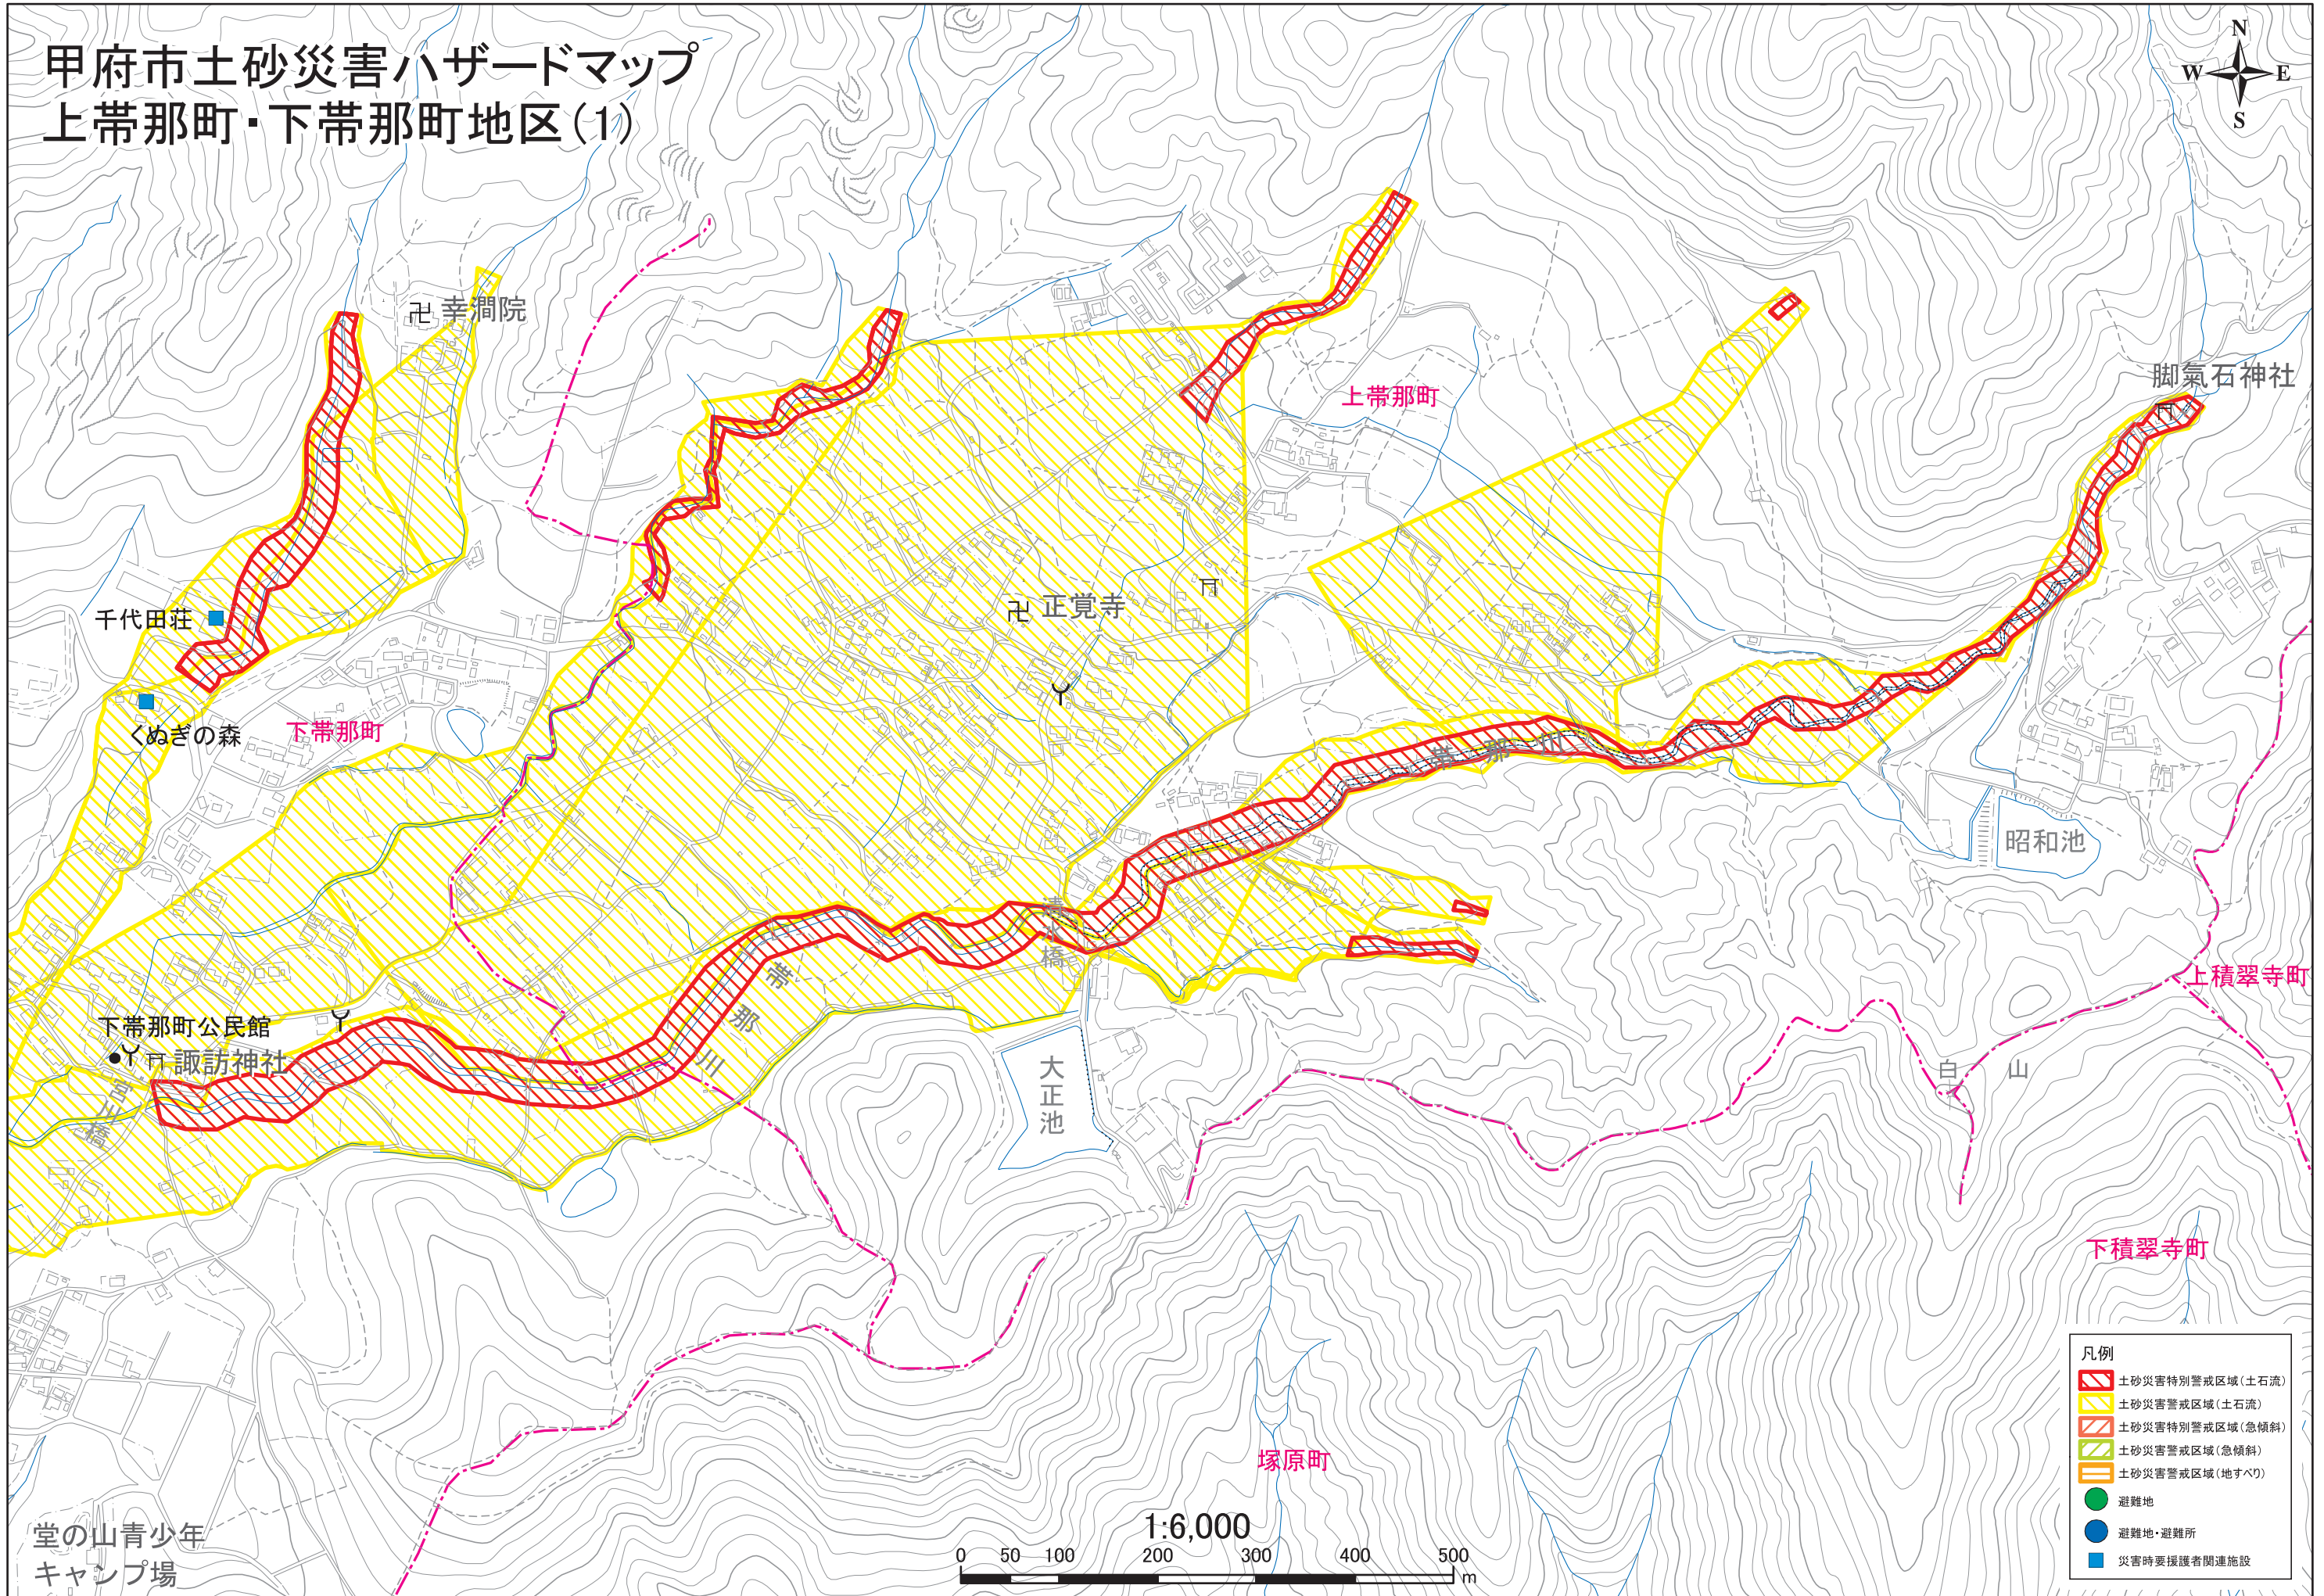 甲府市土砂災害ハザードマップ
上帯那町・下帯那町地区(1)
N
W
E
S
卍 幸澗院
上帯那町
脚氣石神社
千代田荘
卍 正覚寺
くぬぎの森
下帯那町
帯那川
昭和池
清水橋
上積翠寺町
帯那川
下帯那町公民館
諏訪神社
宮土橋
大正池
白山
下積翠寺町
塚原町
堂の山青少年
キャンプ場
1:6,000
0 50 100 200 300 400 500
m
凡例
土砂災害特別警戒区域(土石流)
土砂災害警戒区域(土石流)
土砂災害特別警戒区域(急傾斜)
土砂災害警戒区域(急傾斜)
土砂災害警戒区域(地すべり)
避難地
避難地・避難所
災害時要援護者関連施設